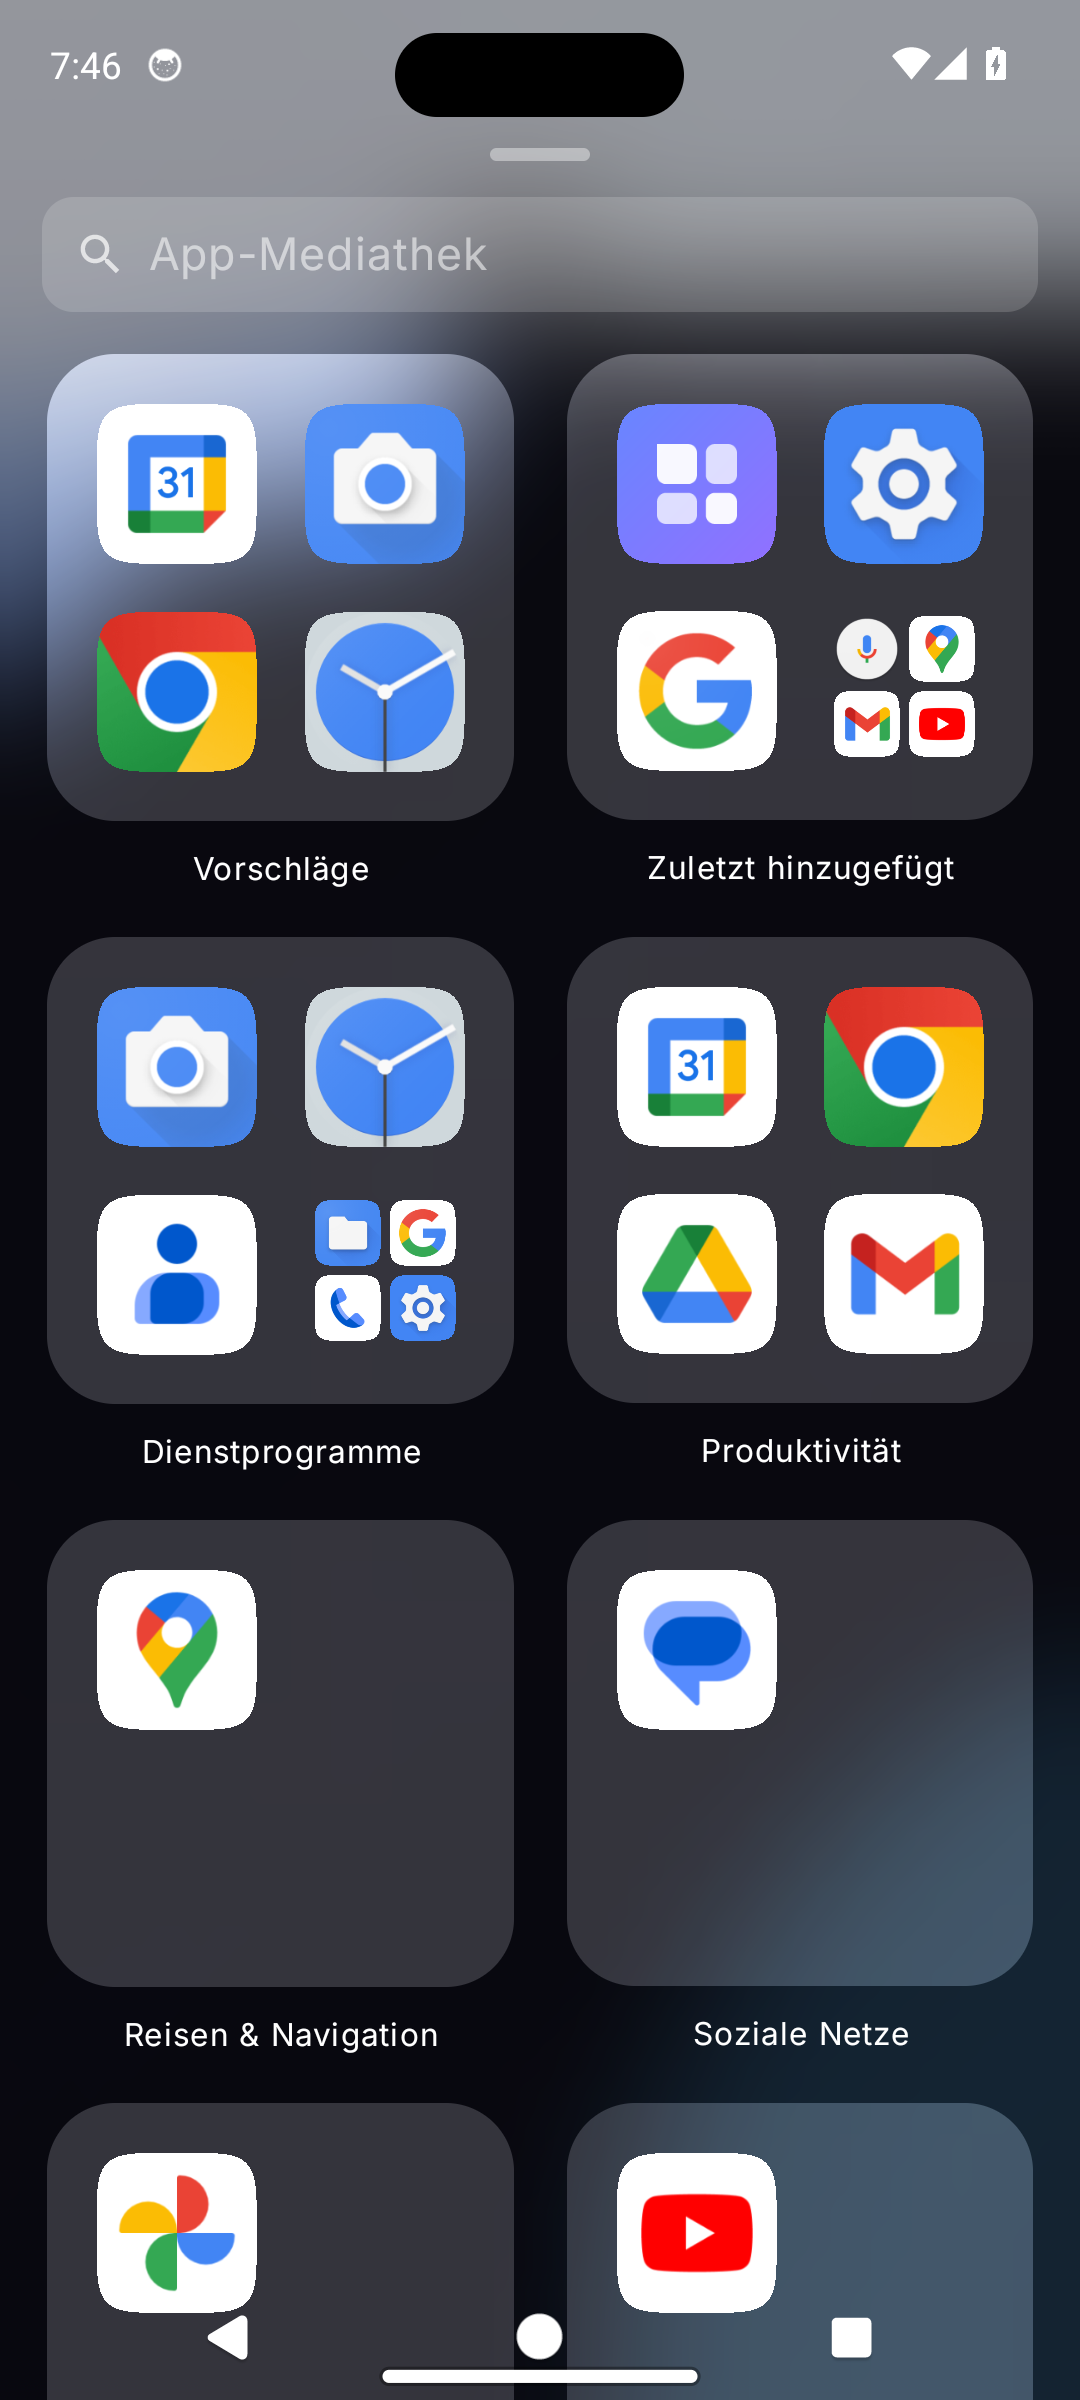 7:46
App-Mediathek
31
Vorschläge
Zuletzt hinzugefügt
31
Dienstprogramme
Produktivität
Reisen & Navigation
Soziale Netze